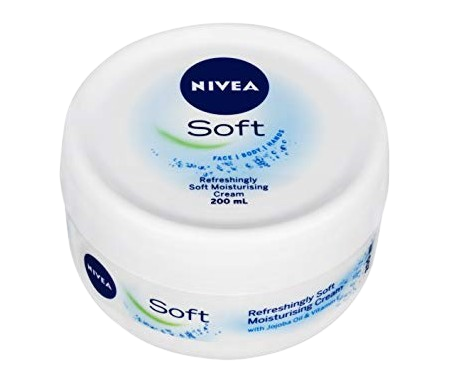 NIVEA
Soft
FACE | BODY | HANDS
Refreshingly
Soft Moisturising
Cream
200 mL
NIVEA
Soft
Refreshingly Soft
Moisturising Cream
with Jojoba Oil & Vitamin